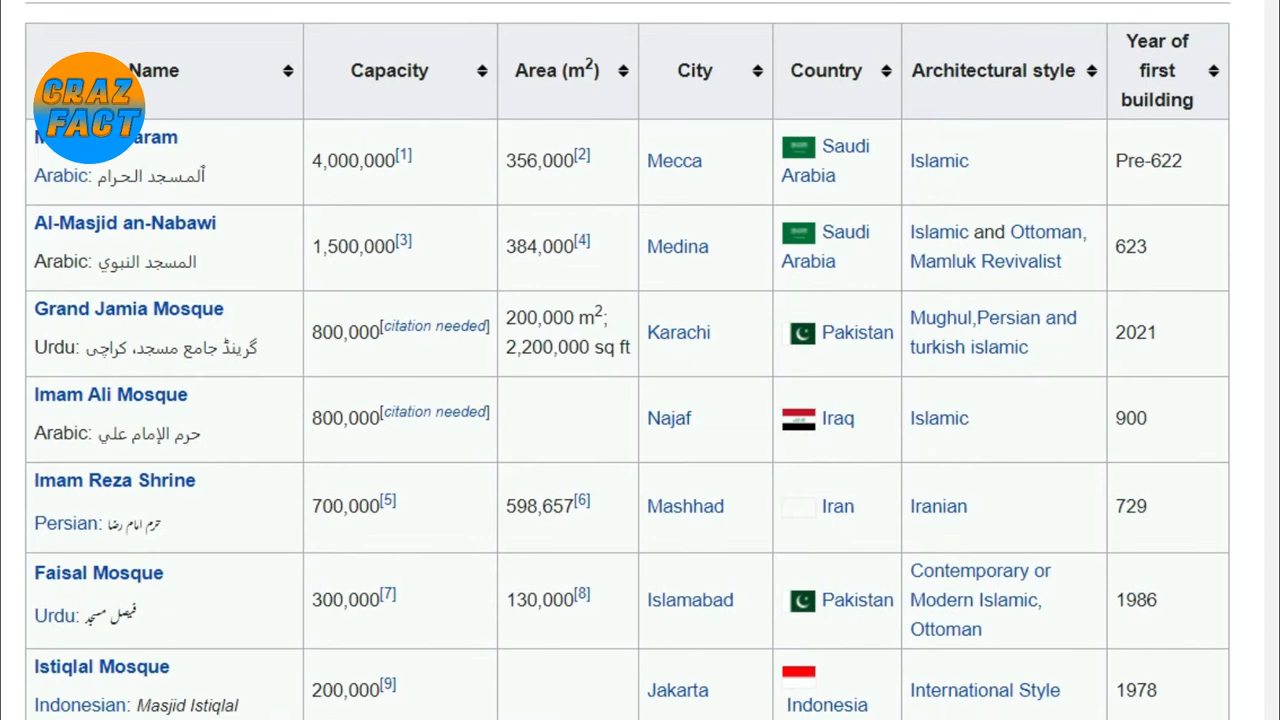 Name Capacity Area (m²) City Country Architectural style Year of first building
CRAZ
FACT
aram
Arabic: ٱلمسجد الحرام
4,000,000[1]
356,000[2]
Mecca
Saudi
Arabia
Islamic
Pre-622
Al-Masjid an-Nabawi
Arabic: المسجد النبوي
1,500,000[3]
384,000[4]
Medina
Saudi
Arabia
Islamic and Ottoman,
Mamluk Revivalist
623
Grand Jamia Mosque
Urdu: گرینڈ جامع مسجد، کراچی
800,000[citation needed]
200,000 m²;
2,200,000 sq ft
Karachi
Pakistan
Mughul,Persian and
turkish islamic
2021
Imam Ali Mosque
Arabic: حرم الإمام علي
800,000[citation needed]
Najaf
Iraq
Islamic
900
Imam Reza Shrine
Persian: حرم امام رضا
700,000[5]
598,657[6]
Mashhad
Iran
Iranian
729
Faisal Mosque
Urdu: فیصل مسجد
300,000[7]
130,000[8]
Islamabad
Pakistan
Contemporary or
Modern Islamic,
Ottoman
1986
Istiqlal Mosque
Indonesian: Masjid Istiqlal
200,000[9]
Jakarta
Indonesia
International Style
1978